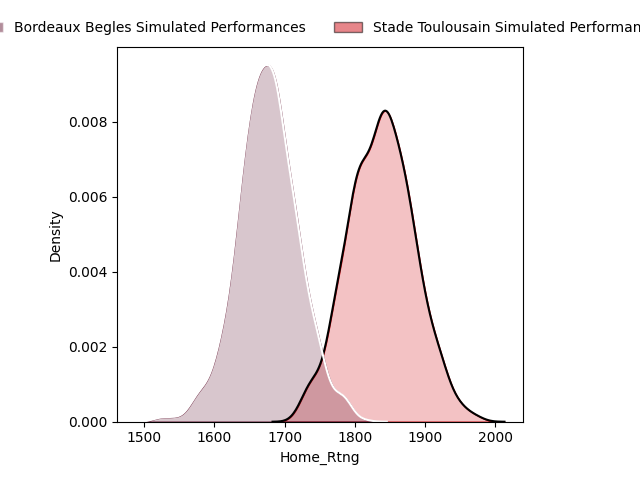 Bordeaux Begles Simulated Performances
Stade Toulousain Simulated Performan
0.008
0.006
0.004
0.002
0.000
Density
1500 1600 1700 1800 1900 2000
Home_Rtng